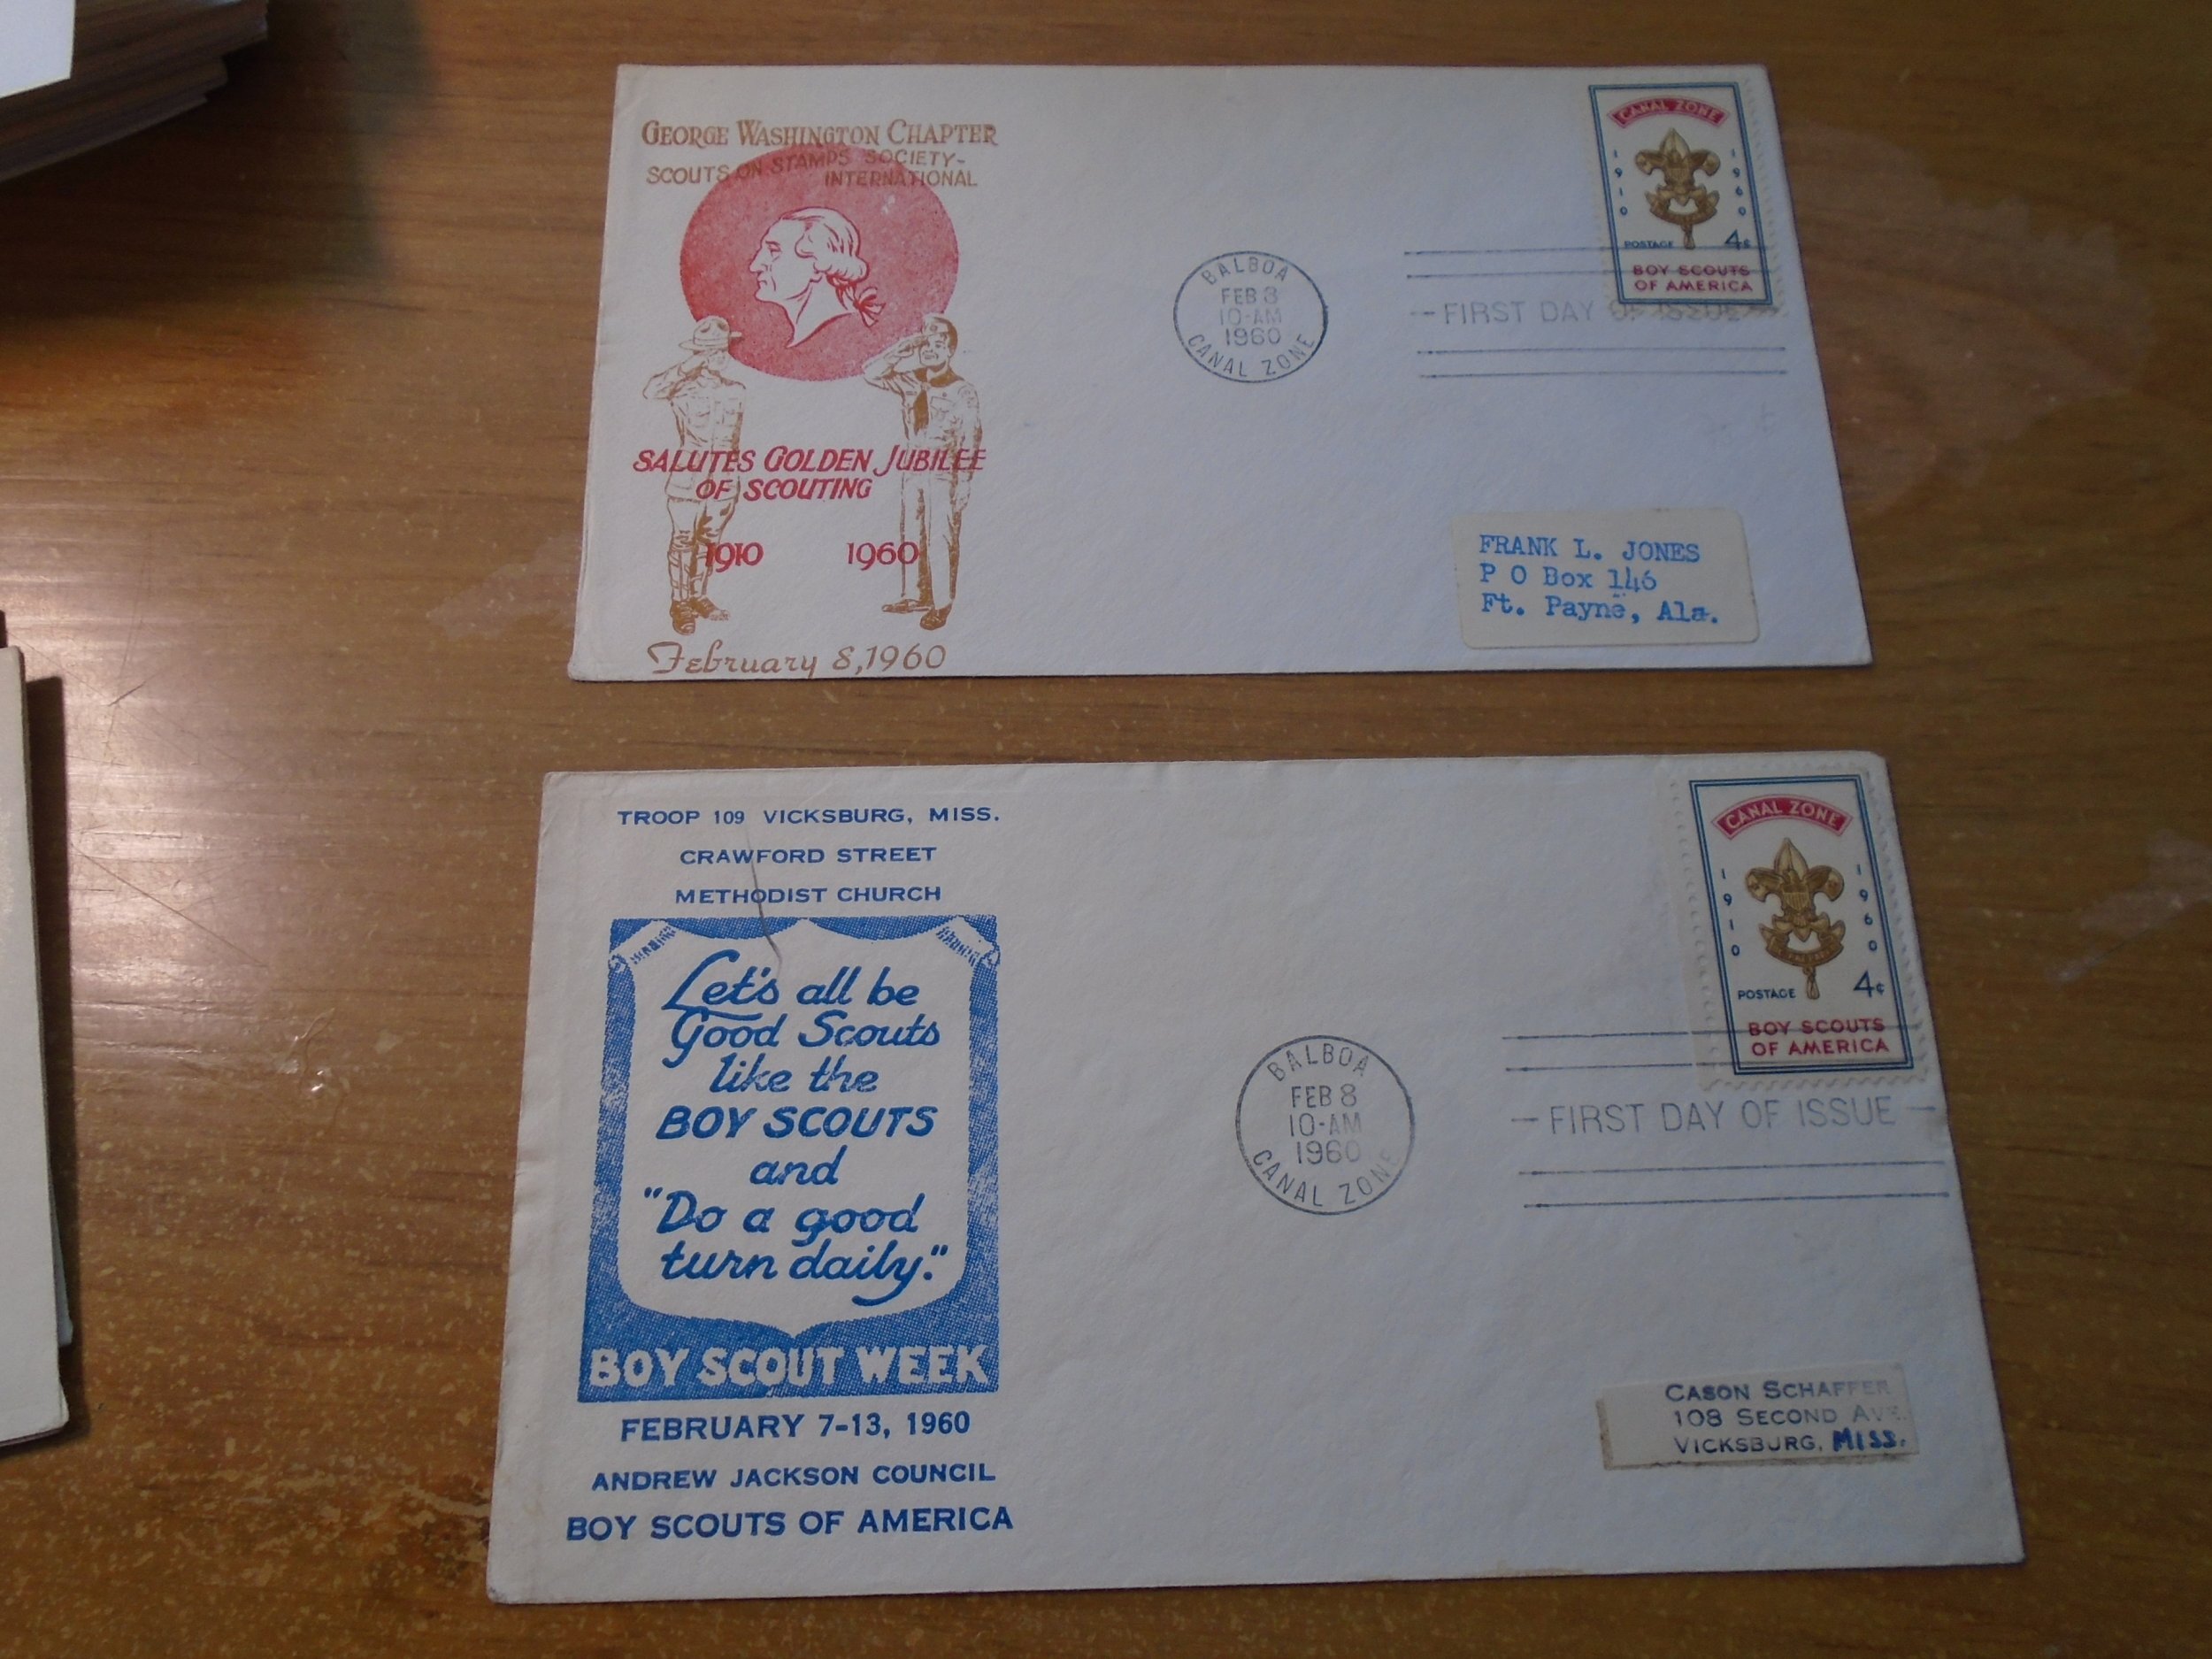 GEORGE WASHINGTON CHAPTER
SCOUTS ON STAMPS SOCIETY-
INTERNATIONAL
SALUTES GOLDEN JUBILEE
OF SCOUTING
1910 1960
February 8, 1960
BALBOA
FEB 8
10-AM
1960
CANAL ZONE
FIRST DAY OF ISSUE
CANAL ZONE
1910 1960
POSTAGE 4¢
BOY SCOUTS
OF AMERICA
FRANK L. JONES
P O Box 146
Ft. Payne, Ala.
TROOP 109 VICKSBURG, MISS.
CRAWFORD STREET
METHODIST CHURCH
Let's all be
Good Scouts
like the
BOY SCOUTS
and
"Do a good
turn daily."
BOY SCOUT WEEK
FEBRUARY 7-13, 1960
ANDREW JACKSON COUNCIL
BOY SCOUTS OF AMERICA
BALBOA
FEB 8
10-AM
1960
CANAL ZONE
FIRST DAY OF ISSUE
CANAL ZONE
1910 1960
POSTAGE 4¢
BOY SCOUTS
OF AMERICA
CASON SCHAFFER
108 SECOND AVE.
VICKSBURG, MISS.